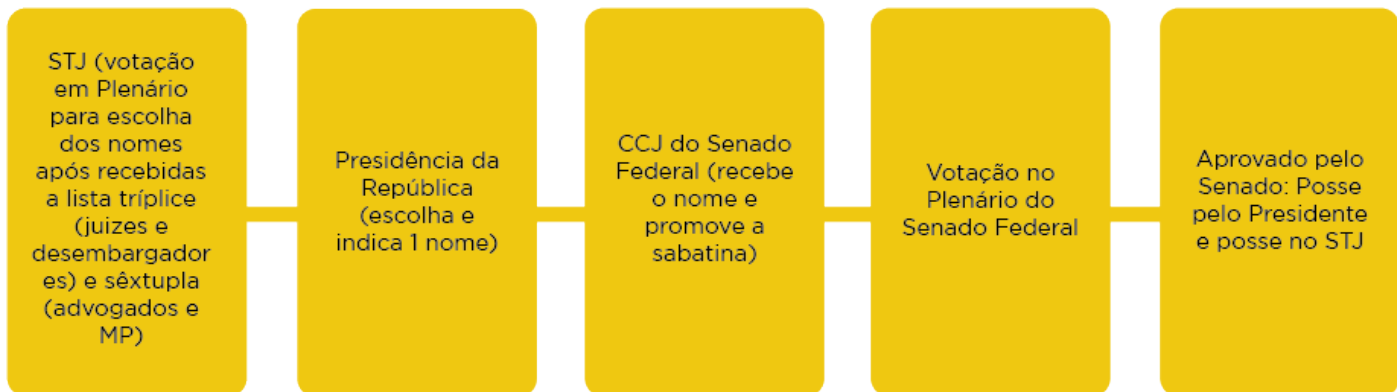 STJ (votação
em Plenário
para escolha
dos nomes
após recebidas
a lista tríplice
(juizes e
desembargador
es) e sêxtupla
(advogados e
MP)
Presidência da
República
(escolha e
indica 1 nome)
CCJ do Senado
Federal (recebe
o nome e
promove a
sabatina)
Votação no
Plenário do
Senado Federal
Aprovado pelo
Senado: Posse
pelo Presidente
e posse no STJ